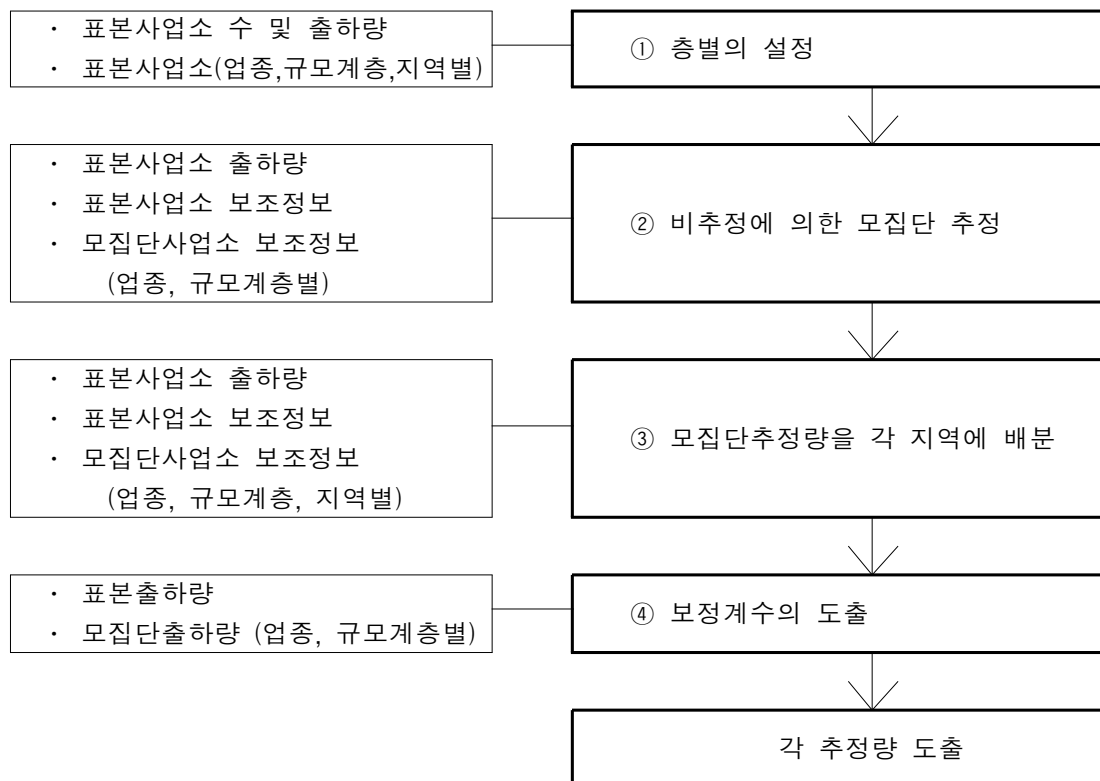 · 표본사업소 수 및 출하량
· 표본사업소(업종,규모계층,지역별)
① 층별의 설정
· 표본사업소 출하량
· 표본사업소 보조정보
· 모집단사업소 보조정보
(업종, 규모계층별)
② 비추정에 의한 모집단 추정
· 표본사업소 출하량
· 표본사업소 보조정보
· 모집단사업소 보조정보
(업종, 규모계층, 지역별)
③ 모집단추정량을 각 지역에 배분
· 표본출하량
· 모집단출하량 (업종, 규모계층별)
④ 보정계수의 도출
각 추정량 도출